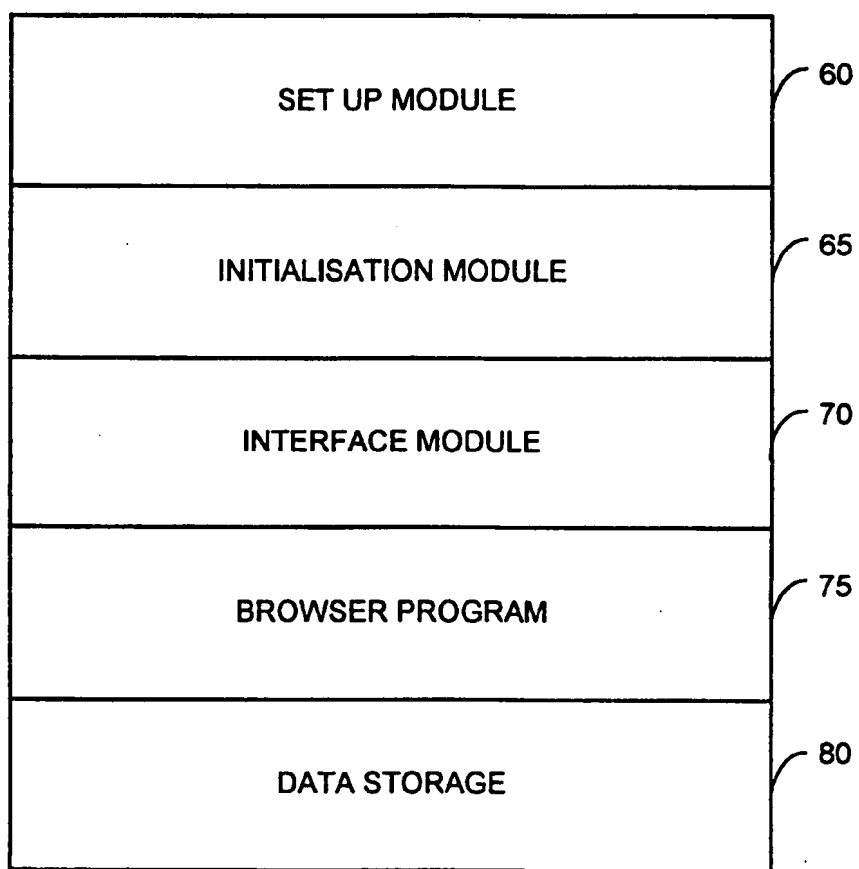 SET UP MODULE
60
INITIALISATION MODULE
65
INTERFACE MODULE
70
BROWSER PROGRAM
75
DATA STORAGE
80